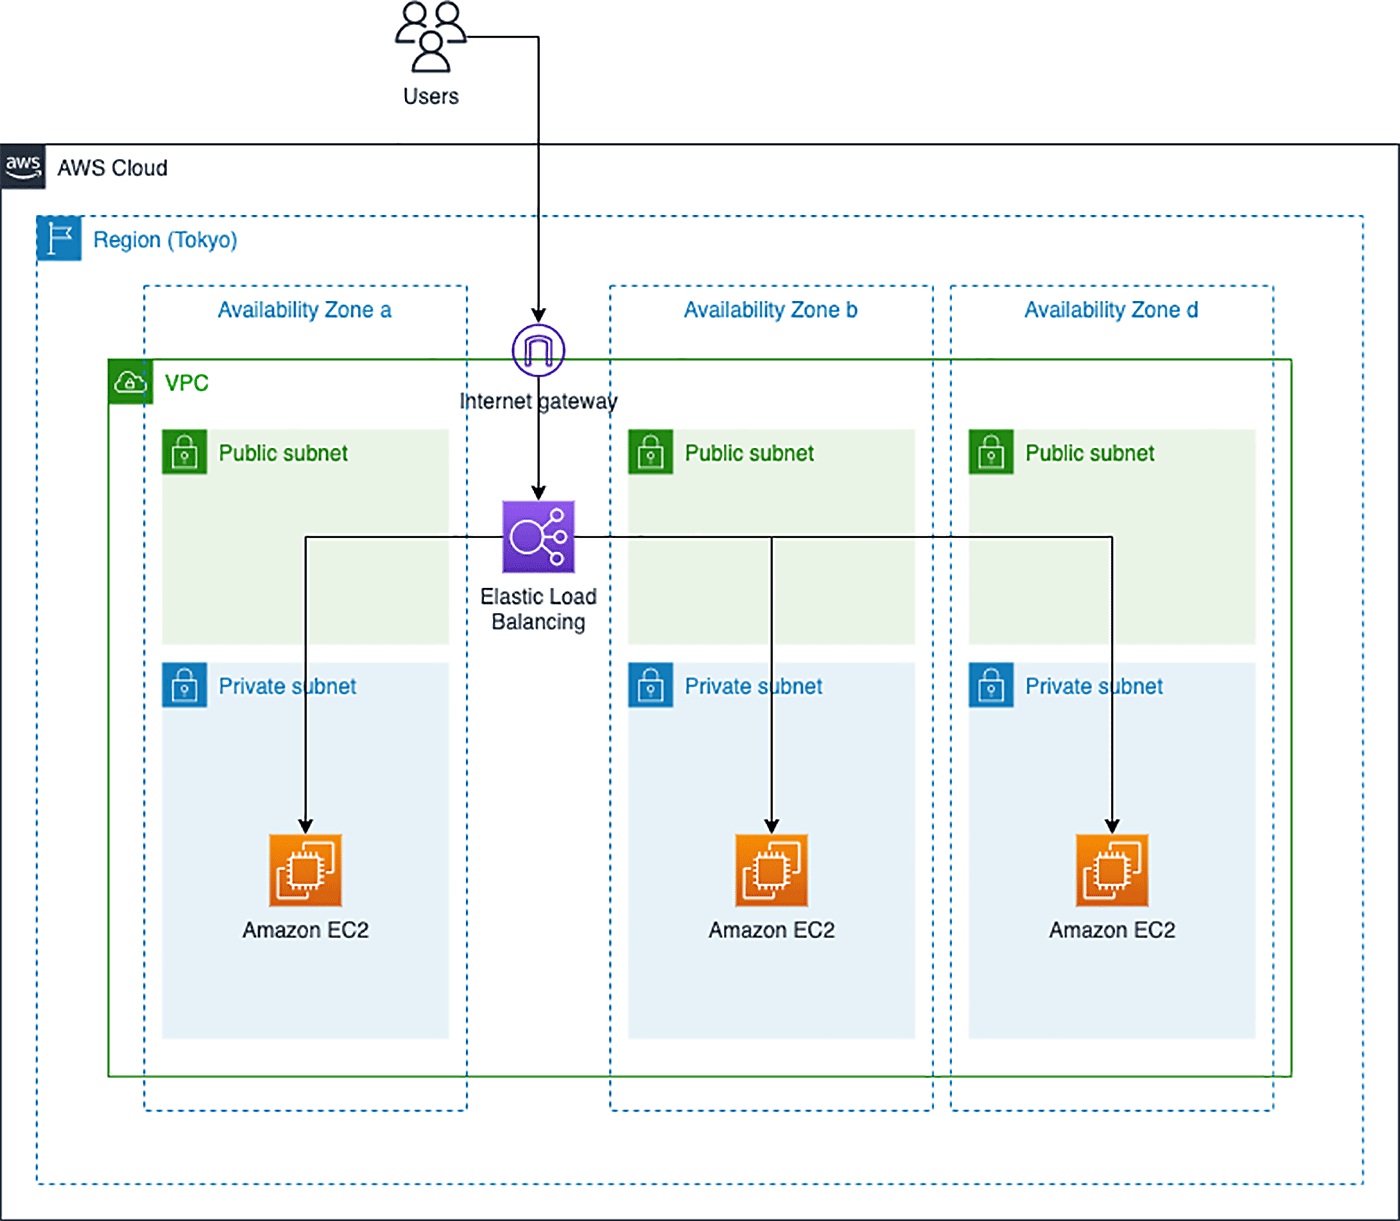 Users
aws
AWS Cloud
Region (Tokyo)
Availability Zone a
Availability Zone b
Availability Zone d
VPC
Internet gateway
Public subnet
Public subnet
Public subnet
Elastic Load
Balancing
Private subnet
Private subnet
Private subnet
Amazon EC2
Amazon EC2
Amazon EC2